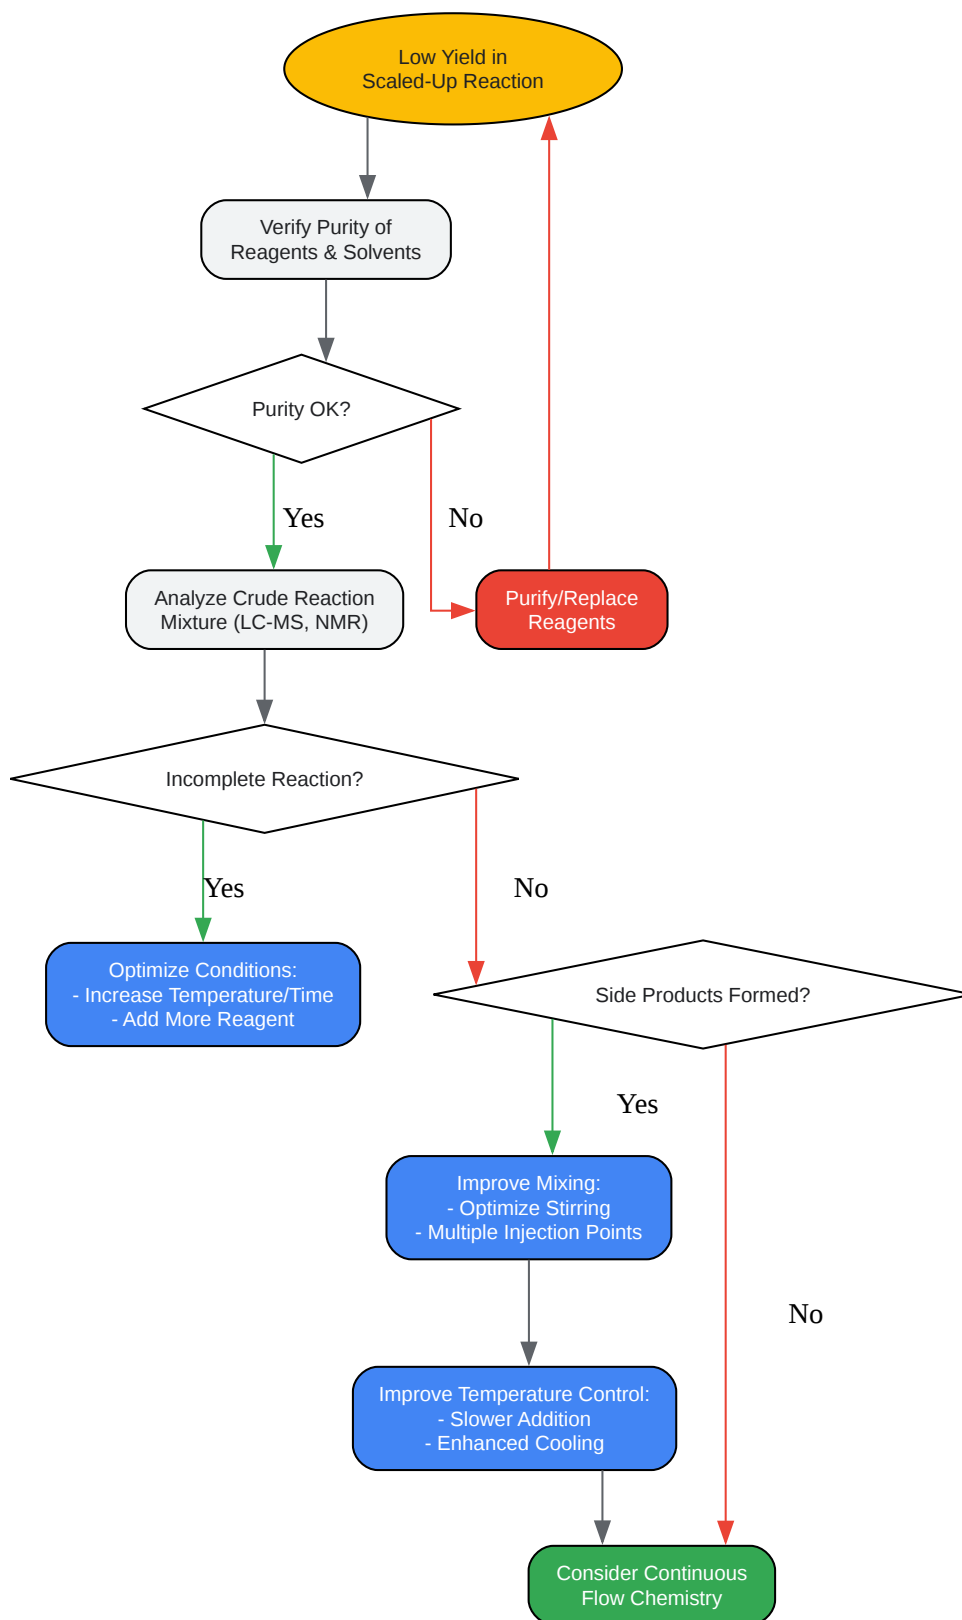 Low Yield in
Scaled-Up Reaction
Verify Purity of
Reagents & Solvents
Purity OK?
Yes
No
Analyze Crude Reaction
Mixture (LC-MS, NMR)
Purify/Replace
Reagents
Incomplete Reaction?
Yes
No
Optimize Conditions:
- Increase Temperature/Time
- Add More Reagent
Side Products Formed?
Yes
Improve Mixing:
- Optimize Stirring
- Multiple Injection Points
No
Improve Temperature Control:
- Slower Addition
- Enhanced Cooling
Consider Continuous
Flow Chemistry